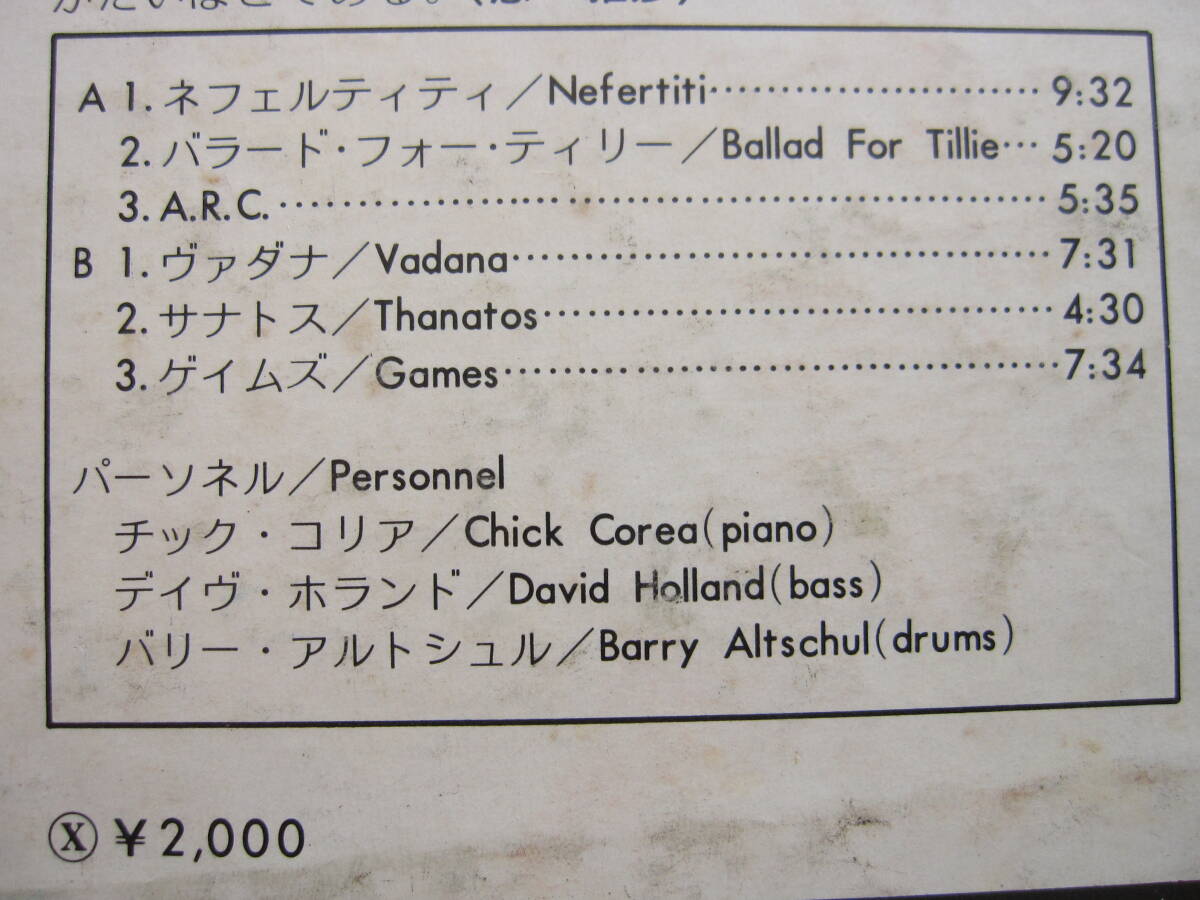 A 1. ネフェルティティ／Nefertiti…………………………… 9:32
2. バラード・フォー・ティリー／Ballad For Tillie… 5:20
3. A.R.C. ……………………………………………………………… 5:35
B 1. ヴァダナ／Vadana……………………………………………… 7:31
2. サナトス／Thanatos…………………………………………… 4:30
3. ゲイムズ／Games………………………………………………7:34
パーソネル／Personnel
チック・コリア／Chick Corea(piano)
デイヴ・ホランド／David Holland(bass)
バリー・アルトシュル／Barry Altschul(drums)
Ⓧ ¥2,000